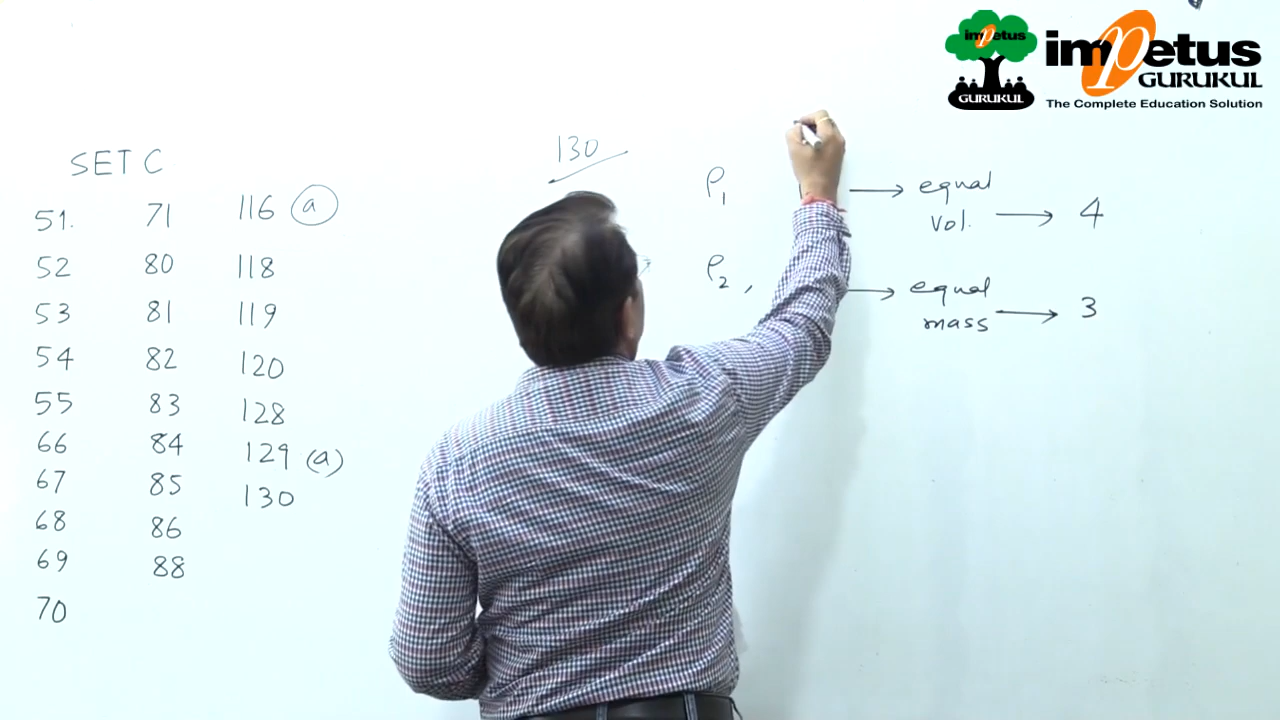 impetus
GURUKUL
impetus
GURUKUL
The Complete Education Solution
SET C
51.
52
53
54
55
66
67
68
69
70
71
80
81
82
83
84
85
86
88
116 (a)
118
119
120
128
129 (a)
130
130
ρ1 → equal
vol. → 4
ρ2 , → equal
mass → 3